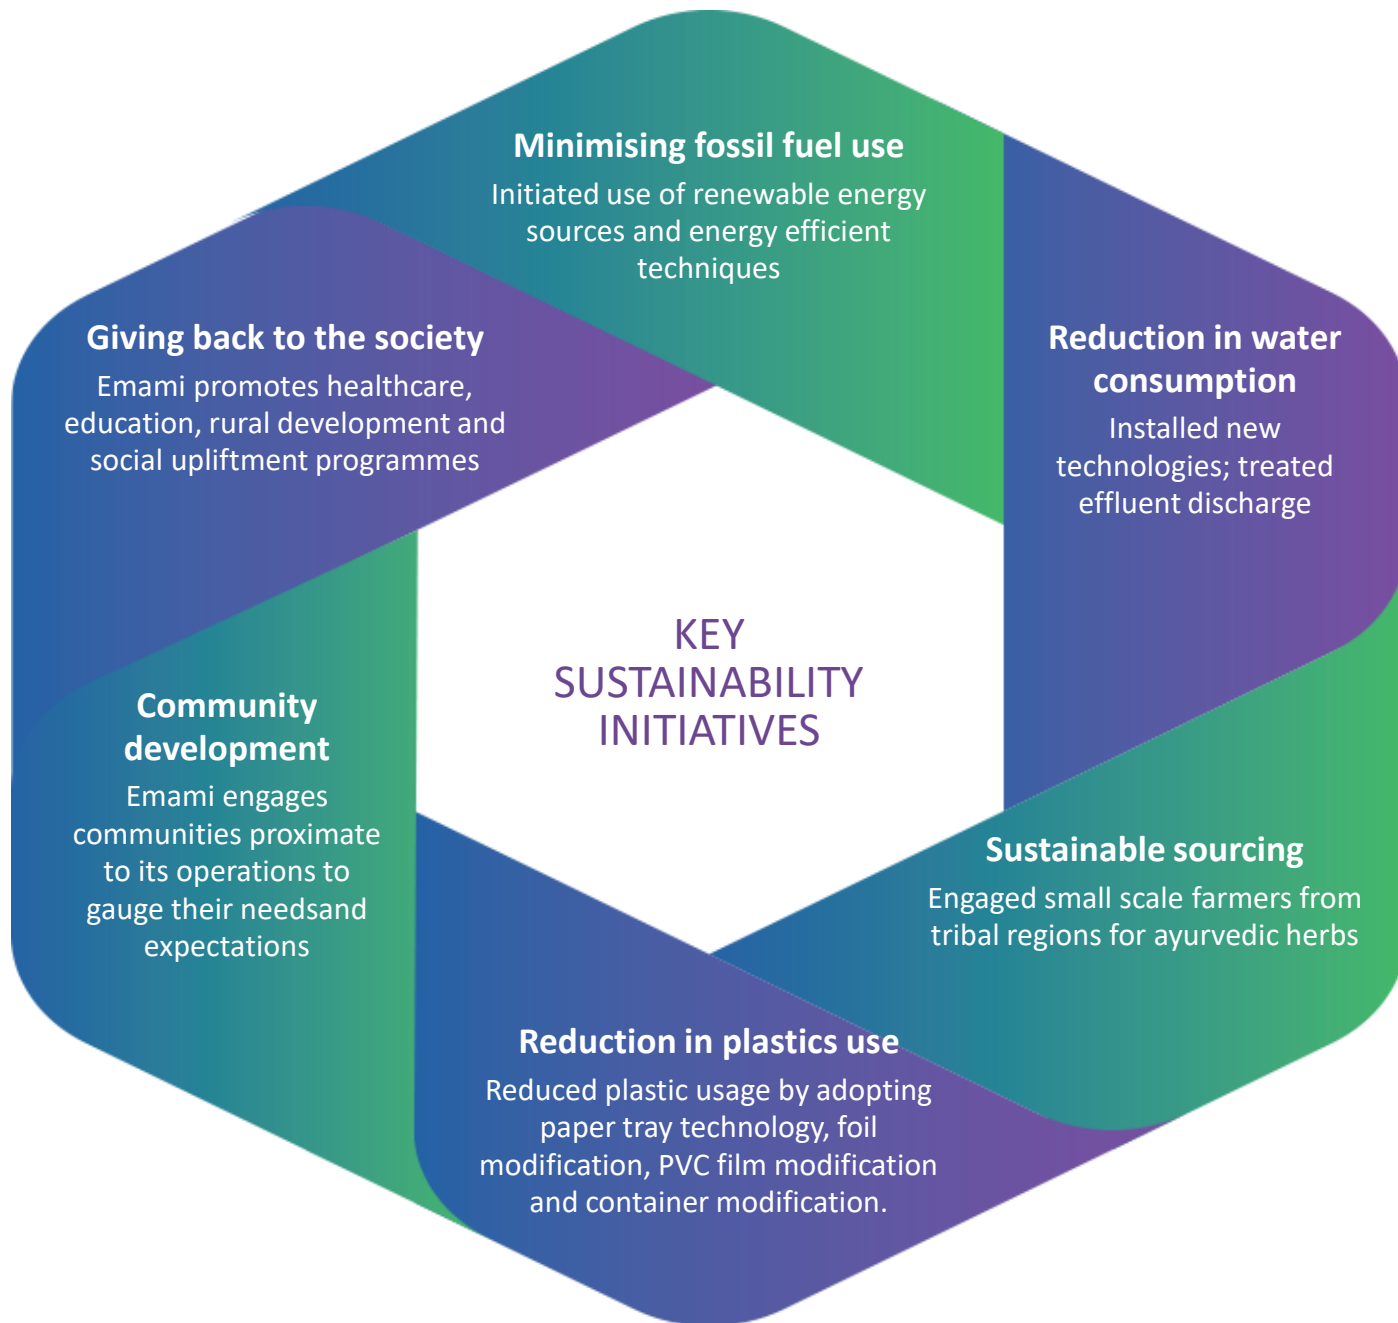 Minimising fossil fuel use
Initiated use of renewable energy
sources and energy efficient
techniques
Reduction in water
consumption
Installed new
technologies; treated
effluent discharge
Sustainable sourcing
Engaged small scale farmers from
tribal regions for ayurvedic herbs
Reduction in plastics use
Reduced plastic usage by adopting
paper tray technology, foil
modification, PVC film modification
and container modification.
Community
development
Emami engages
communities proximate
to its operations to
gauge their needsand
expectations
Giving back to the society
Emami promotes healthcare,
education, rural development and
social upliftment programmes
KEY
SUSTAINABILITY
INITIATIVES